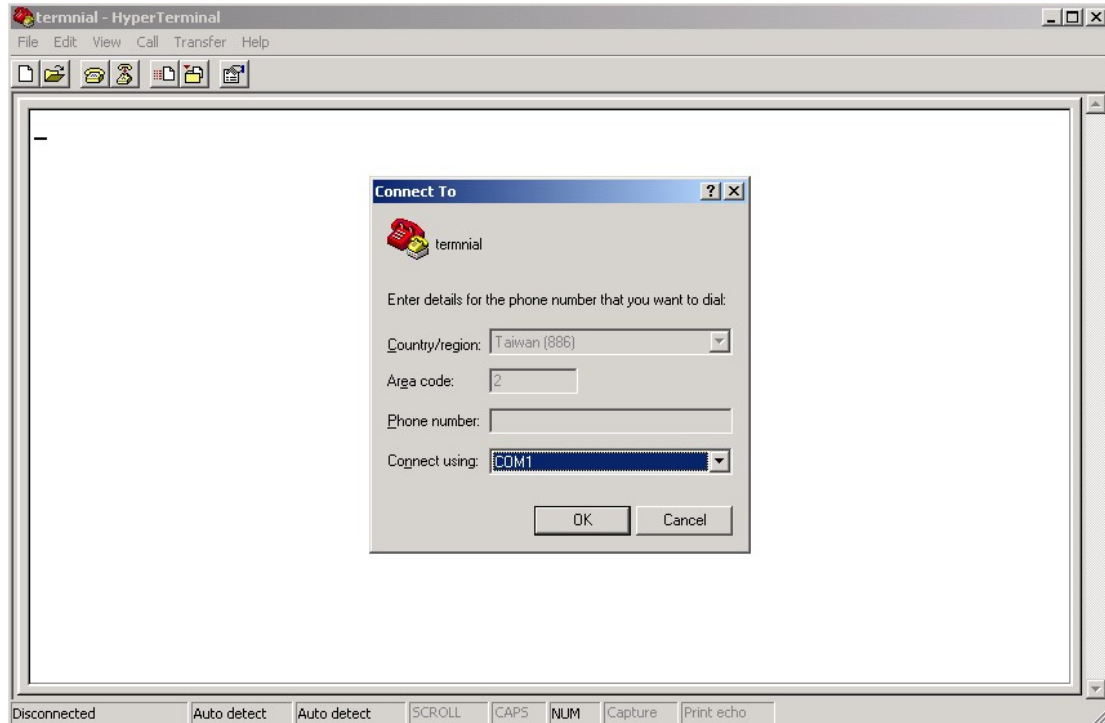 termnial - HyperTerminal
File Edit View Call Transfer Help
Connect To
termnial
Enter details for the phone number that you want to dial:
Country/region: Taiwan (886)
Area code: 2
Phone number:
Connect using: COM1
OK Cancel
Disconnected Auto detect Auto detect SCROLL CAPS NUM Capture Print echo